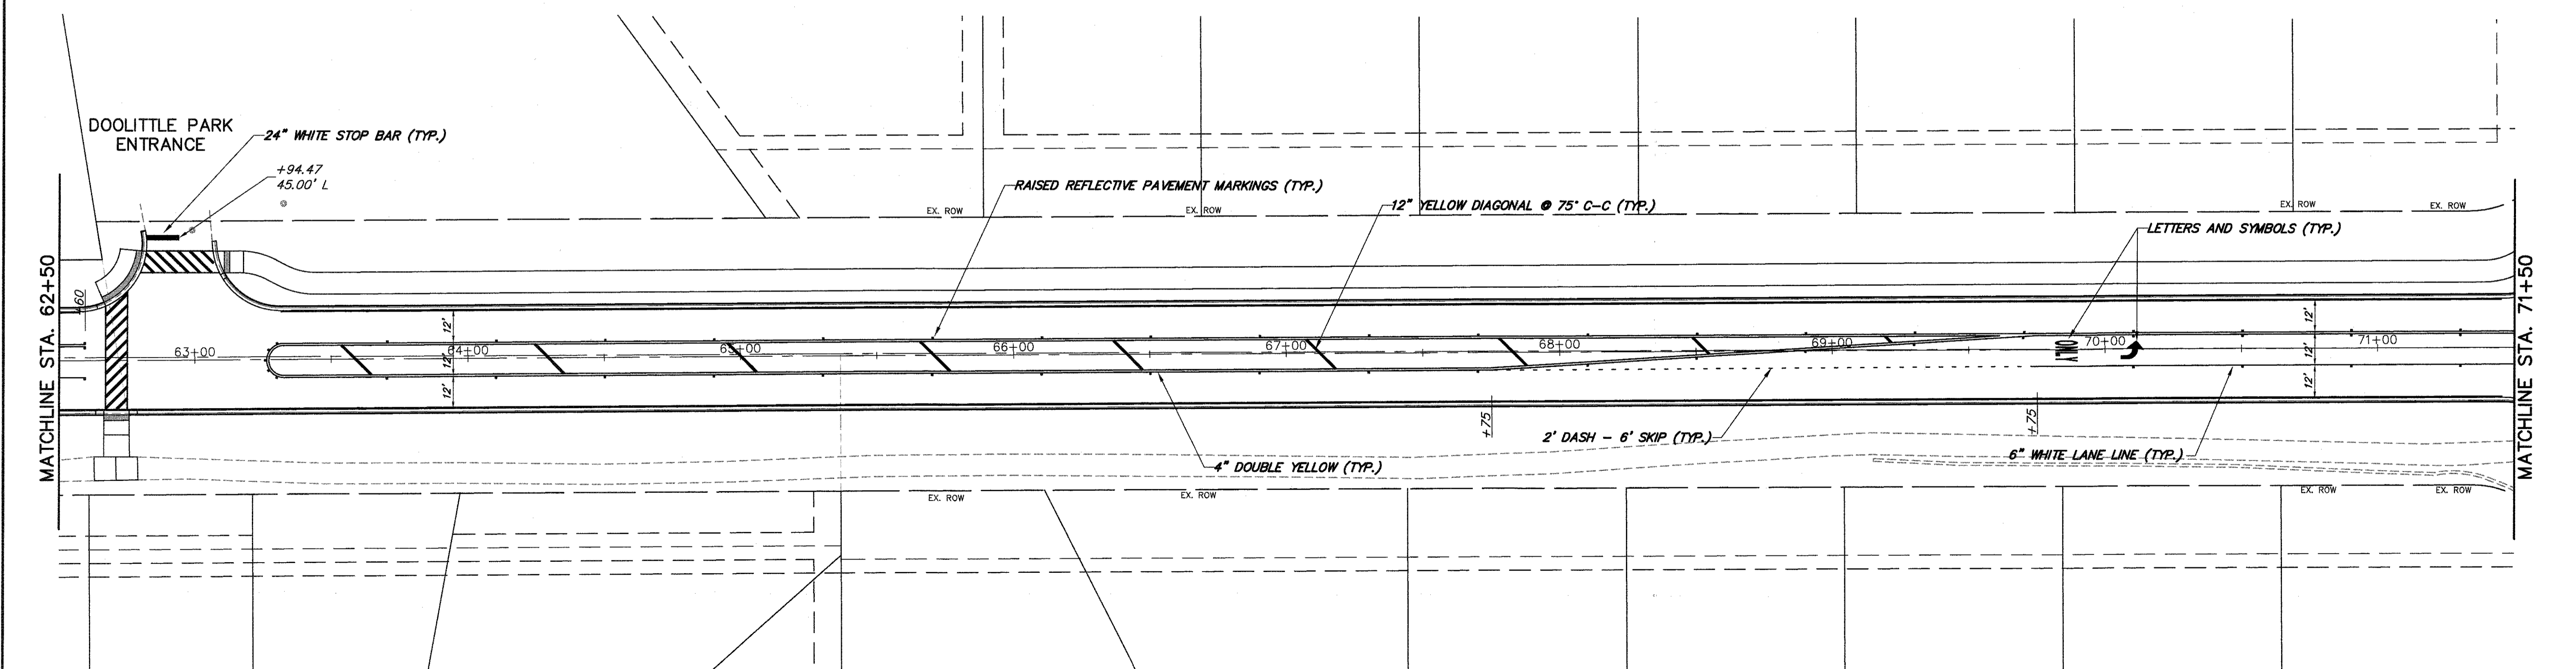 DOOLITTLE PARK
ENTRANCE
24" WHITE STOP BAR (TYP.)
+94.47
45.00' L
RAISED REFLECTIVE PAVEMENT MARKINGS (TYP.)
12" YELLOW DIAGONAL @ 75' C-C (TYP.)
LETTERS AND SYMBOLS (TYP.)
EX. ROW
EX. ROW
EX. ROW
EX. ROW
MATCHLINE STA. 62+50
MATCHLINE STA. 71+50
+60
12'
12'
12'
63+00
64+00
65+00
66+00
67+00
68+00
69+00
70+00
71+00
ONLY
12'
12'
12'
+75
+75
2' DASH - 6' SKIP (TYP.)
4" DOUBLE YELLOW (TYP.)
6" WHITE LANE LINE (TYP.)
EX. ROW
EX. ROW
EX. ROW
EX. ROW